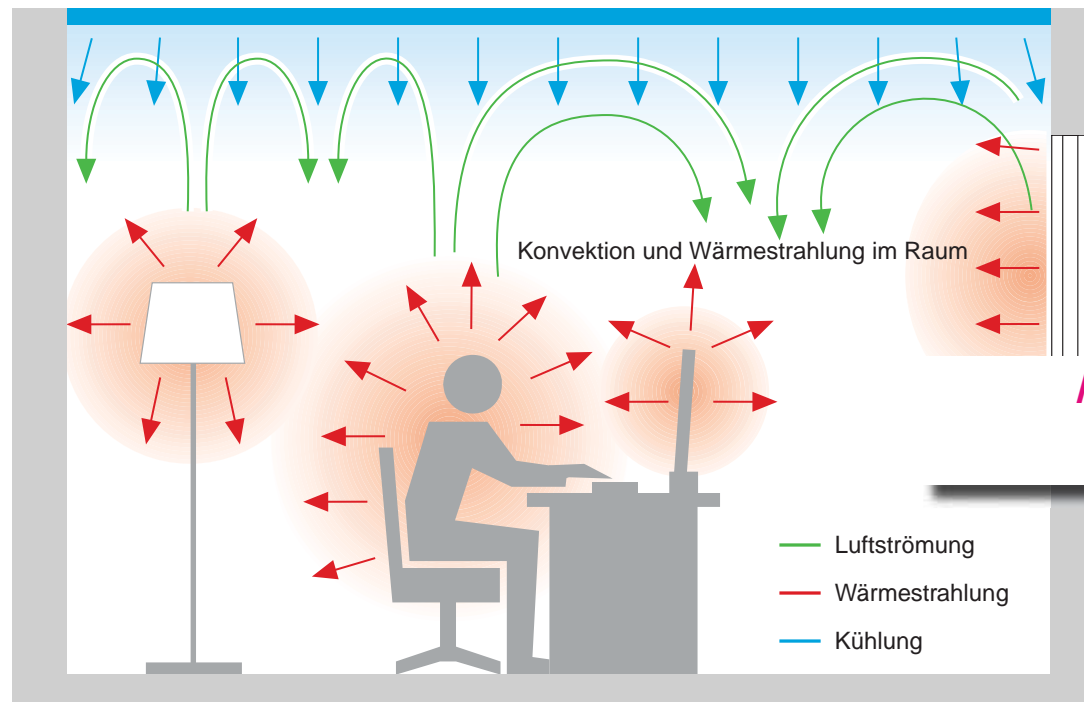 Konvektion und Wärmestrahlung im Raum
Luftströmung
Wärmestrahlung
Kühlung